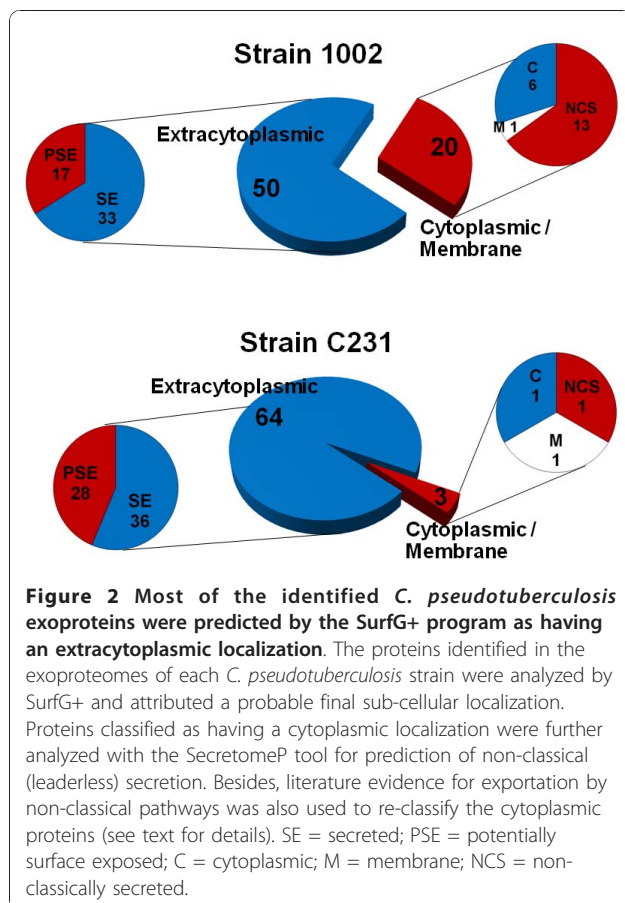 Strain 1002
Extracytoplasmic
50
20
Cytoplasmic /
Membrane
PSE
17
SE
33
C
6
M 1
NCS
13
Strain C231
Extracytoplasmic
64
3
Cytoplasmic /
Membrane
PSE
28
SE
36
C
1
NCS
1
M
1
Figure 2 Most of the identified C. pseudotuberculosis
exoproteins were predicted by the SurfG+ program as having
an extracytoplasmic localization. The proteins identified in the
exoproteomes of each C. pseudotuberculosis strain were analyzed by
SurfG+ and attributed a probable final sub-cellular localization.
Proteins classified as having a cytoplasmic localization were further
analyzed with the SecretomeP tool for prediction of non-classical
(leaderless) secretion. Besides, literature evidence for exportation by
non-classical pathways was also used to re-classify the cytoplasmic
proteins (see text for details). SE = secreted; PSE = potentially
surface exposed; C = cytoplasmic; M = membrane; NCS = non-
classically secreted.